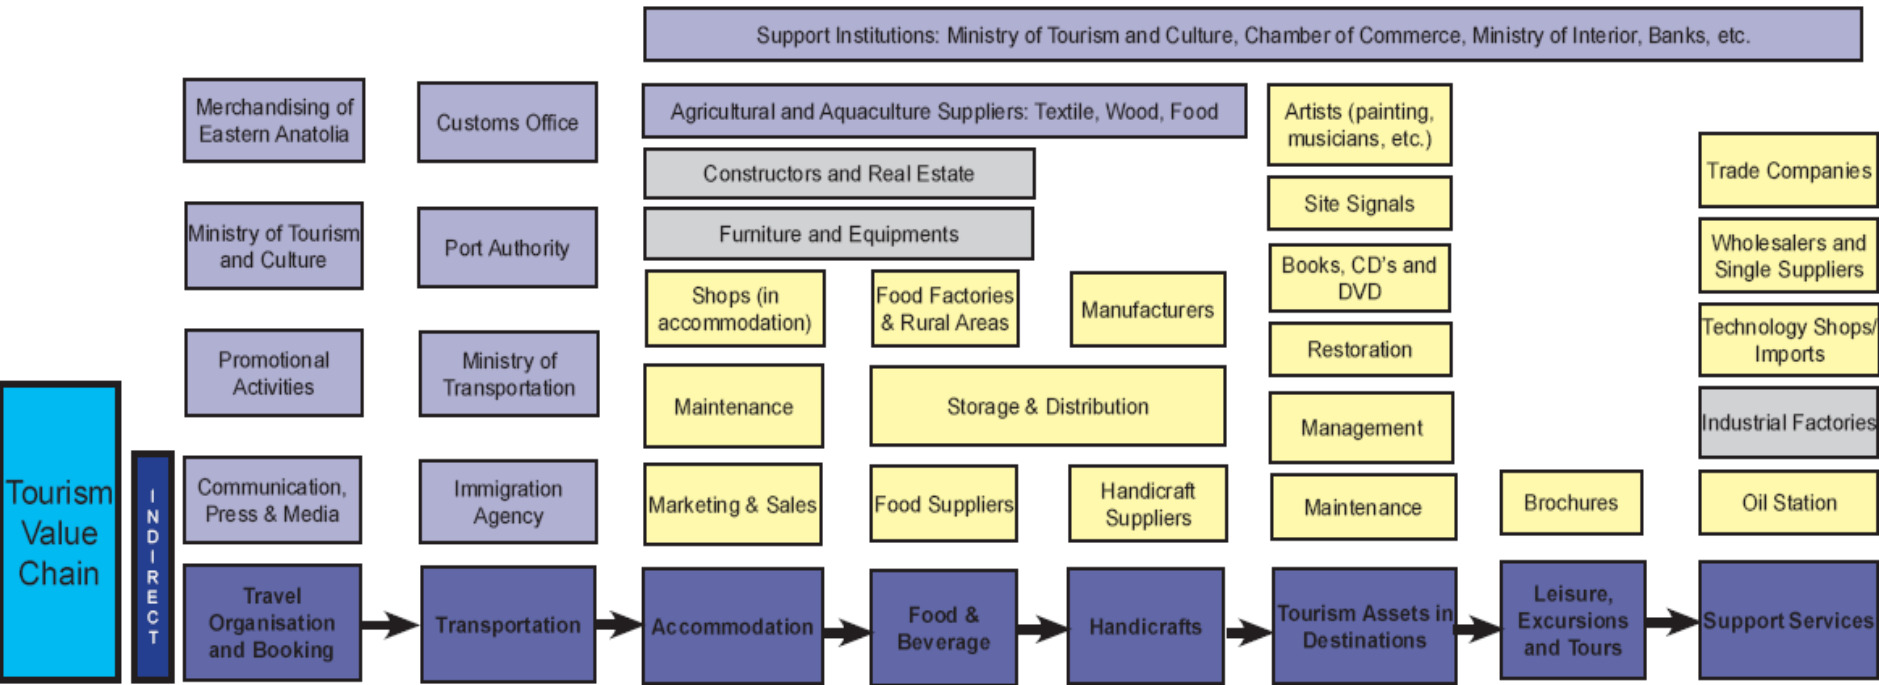 Support Institutions: Ministry of Tourism and Culture, Chamber of Commerce, Ministry of Interior, Banks, etc.
Merchandising of
Eastern Anatolia
Customs Office
Agricultural and Aquaculture Suppliers: Textile, Wood, Food
Artists (painting,
musicians, etc.)
Trade Companies
Constructors and Real Estate
Site Signals
Ministry of Tourism
and Culture
Port Authority
Furniture and Equipments
Books, CD's and
DVD
Wholesalers and
Single Suppliers
Shops (in
accommodation)
Food Factories
& Rural Areas
Manufacturers
Restoration
Technology Shops/
Imports
Promotional
Activities
Ministry of
Transportation
Maintenance
Storage & Distribution
Management
Industrial Factories
Communication,
Press & Media
Immigration
Agency
Marketing & Sales
Food Suppliers
Handicraft
Suppliers
Maintenance
Brochures
Oil Station
Tourism
Value
Chain
INDIRECT
Travel
Organisation
and Booking
Transportation
Accommodation
Food &
Beverage
Handicrafts
Tourism Assets in
Destinations
Leisure,
Excursions
and Tours
Support Services